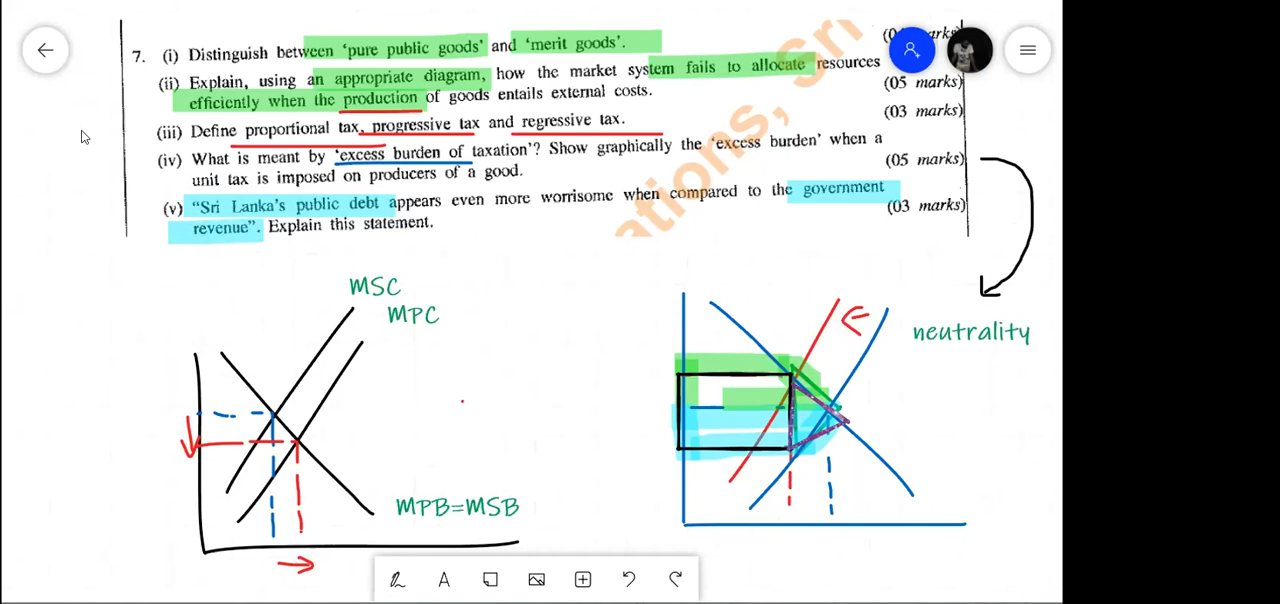 7. (i) Distinguish between ‘pure public goods’ and ‘merit goods’.
(ii) Explain, using an appropriate diagram, how the market system fails to allocate resources
efficiently when the production of goods entails external costs.
(05 marks)
(iii) Define proportional tax, progressive tax and regressive tax.
(03 marks)
(iv) What is meant by ‘excess burden of taxation’? Show graphically the ‘excess burden’ when a
unit tax is imposed on producers of a good.
(05 marks)
(v) “Sri Lanka’s public debt appears even more worrisome when compared to the government
revenue”. Explain this statement.
(03 marks)
ations, Sri
MSC
MPC
MPB=MSB
neutrality
A